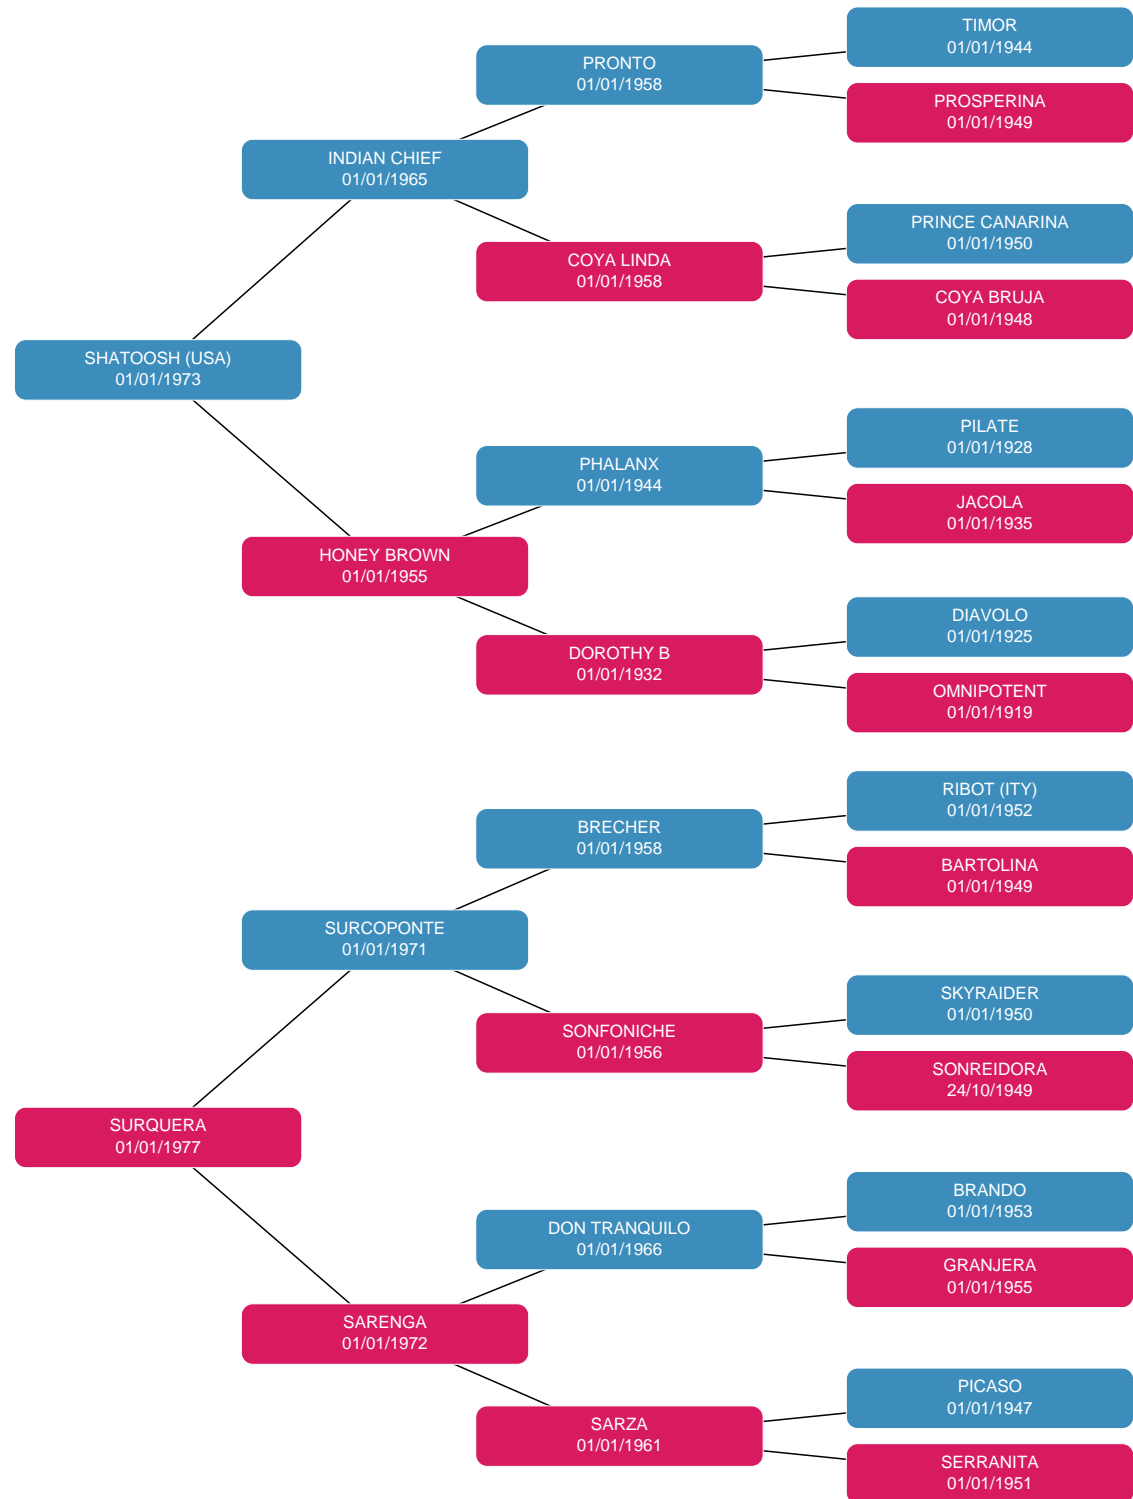 TIMOR
01/01/1944
PRONTO
01/01/1958
PROSPERINA
01/01/1949
INDIAN CHIEF
01/01/1965
PRINCE CANARINA
01/01/1950
COYA LINDA
01/01/1958
COYA BRUJA
01/01/1948
SHATOOSH (USA)
01/01/1973
PILATE
01/01/1928
PHALANX
01/01/1944
JACOLA
01/01/1935
HONEY BROWN
01/01/1955
DIAVOLO
01/01/1925
DOROTHY B
01/01/1932
OMNIPOTENT
01/01/1919
RIBOT (ITY)
01/01/1952
BRECHER
01/01/1958
BARTOLINA
01/01/1949
SURCOPONTE
01/01/1971
SKYRAIDER
01/01/1950
SONFONICHE
01/01/1956
SONREIDORA
24/10/1949
SURQUERA
01/01/1977
BRANDO
01/01/1953
DON TRANQUILO
01/01/1966
GRANJERA
01/01/1955
SARENGA
01/01/1972
PICASO
01/01/1947
SARZA
01/01/1961
SERRANITA
01/01/1951